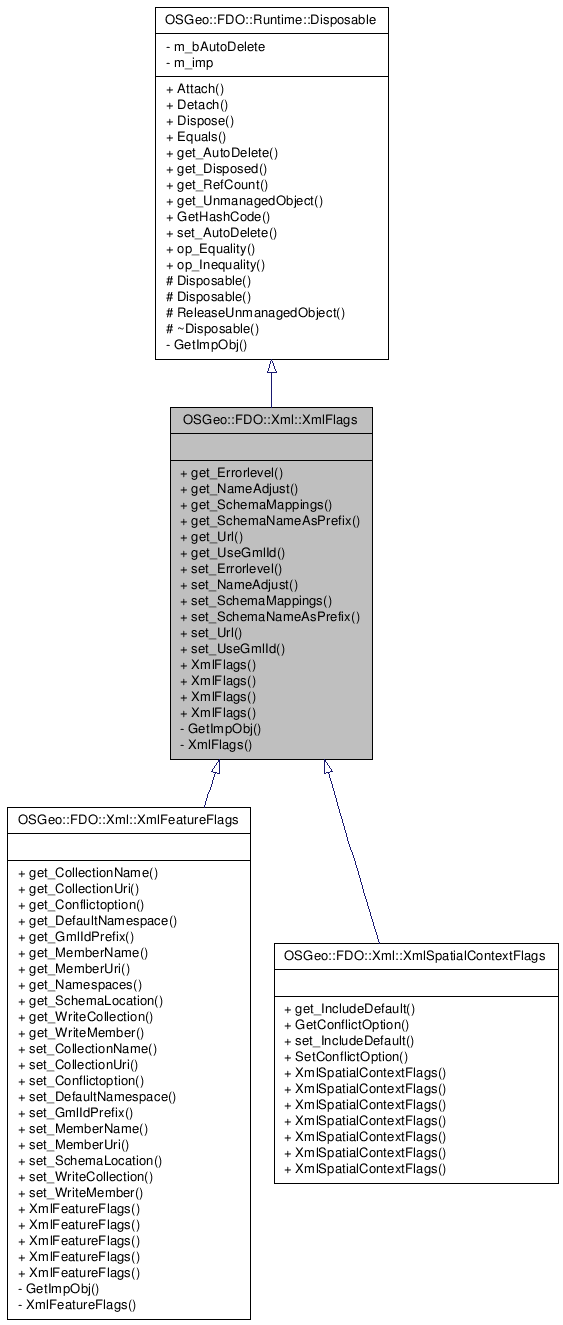 OSGeo::FDO::Runtime::Disposable
- m_bAutoDelete
- m_imp
+ Attach()
+ Detach()
+ Dispose()
+ Equals()
+ get_AutoDelete()
+ get_Disposed()
+ get_RefCount()
+ get_UnmanagedObject()
+ GetHashCode()
+ set_AutoDelete()
+ op_Equality()
+ op_Inequality()
# Disposable()
# Disposable()
# ReleaseUnmanagedObject()
# ~Disposable()
- GetImpObj()
OSGeo::FDO::Xml::XmlFlags
+ get_Errorlevel()
+ get_NameAdjust()
+ get_SchemaMappings()
+ get_SchemaNameAsPrefix()
+ get_Url()
+ get_UseGmlId()
+ set_Errorlevel()
+ set_NameAdjust()
+ set_SchemaMappings()
+ set_SchemaNameAsPrefix()
+ set_Url()
+ set_UseGmlId()
+ XmlFlags()
+ XmlFlags()
+ XmlFlags()
+ XmlFlags()
- GetImpObj()
- XmlFlags()
OSGeo::FDO::Xml::XmlFeatureFlags
+ get_CollectionName()
+ get_CollectionUri()
+ get_Conflictoption()
+ get_DefaultNamespace()
+ get_GmlIdPrefix()
+ get_MemberName()
+ get_MemberUri()
+ get_Namespaces()
+ get_SchemaLocation()
+ get_WriteCollection()
+ get_WriteMember()
+ set_CollectionName()
+ set_CollectionUri()
+ set_Conflictoption()
+ set_DefaultNamespace()
+ set_GmlIdPrefix()
+ set_MemberName()
+ set_MemberUri()
+ set_SchemaLocation()
+ set_WriteCollection()
+ set_WriteMember()
+ XmlFeatureFlags()
+ XmlFeatureFlags()
+ XmlFeatureFlags()
+ XmlFeatureFlags()
+ XmlFeatureFlags()
- GetImpObj()
- XmlFeatureFlags()
OSGeo::FDO::Xml::XmlSpatialContextFlags
+ get_IncludeDefault()
+ GetConflictOption()
+ set_IncludeDefault()
+ SetConflictOption()
+ XmlSpatialContextFlags()
+ XmlSpatialContextFlags()
+ XmlSpatialContextFlags()
+ XmlSpatialContextFlags()
+ XmlSpatialContextFlags()
+ XmlSpatialContextFlags()
+ XmlSpatialContextFlags()